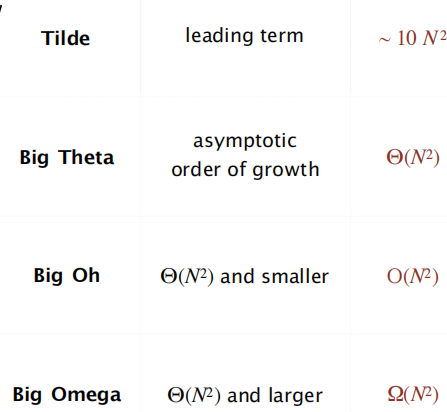 Tilde leading term ~ 10 N²
asymptotic
Big Theta order of growth Θ(N²)
Big Oh Θ(N²) and smaller O(N²)
Big Omega Θ(N²) and larger Ω(N²)